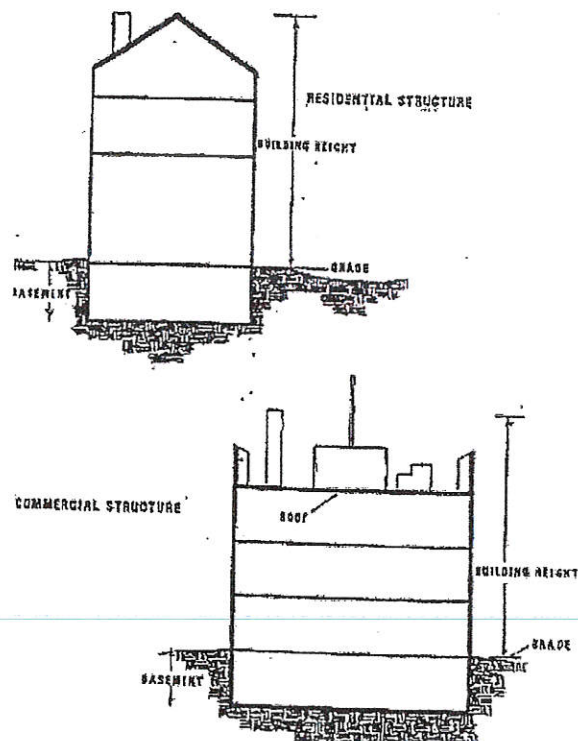 RESIDENTIAL STRUCTURE
BUILDING HEIGHT
GRADE
BASEMENT
COMMERCIAL STRUCTURE
ROOF
BUILDING HEIGHT
GRADE
BASEMENT